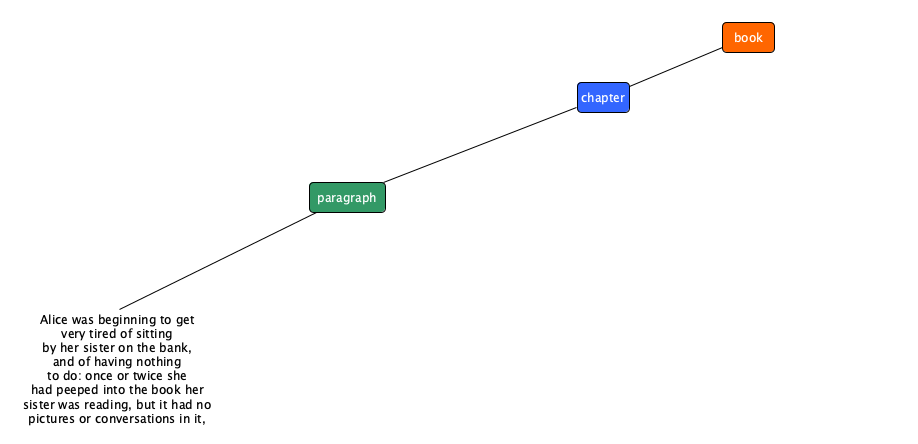 book
chapter
paragraph
Alice was beginning to get
very tired of sitting
by her sister on the bank,
and of having nothing
to do: once or twice she
had peeped into the book her
sister was reading, but it had no
pictures or conversations in it,